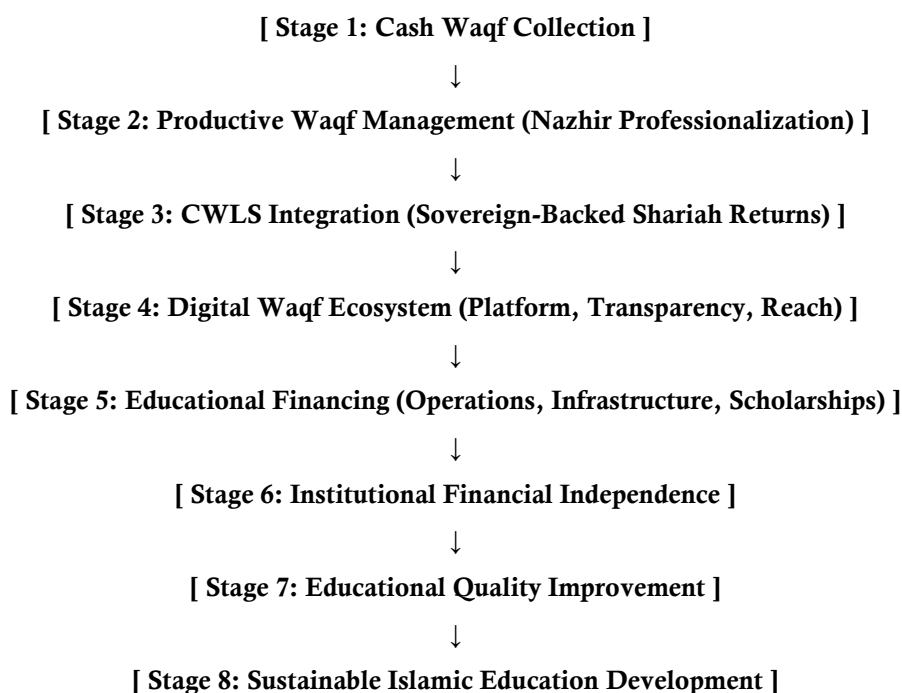 [ Stage 1: Cash Waqf Collection ]
↓
[ Stage 2: Productive Waqf Management (Nazhir Professionalization) ]
↓
[ Stage 3: CWLS Integration (Sovereign-Backed Shariah Returns) ]
↓
[ Stage 4: Digital Waqf Ecosystem (Platform, Transparency, Reach) ]
↓
[ Stage 5: Educational Financing (Operations, Infrastructure, Scholarships) ]
↓
[ Stage 6: Institutional Financial Independence ]
↓
[ Stage 7: Educational Quality Improvement ]
↓
[ Stage 8: Sustainable Islamic Education Development ]